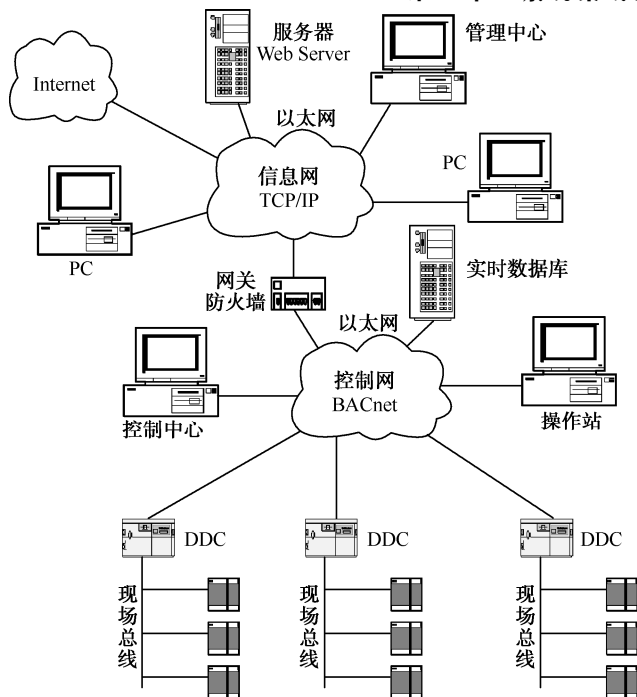 服务器
Web Server
管理中心
Internet
以太网
信息网
TCP/IP
PC
PC
网关
防火墙
实时数据库
以太网
控制网
BACnet
控制中心
操作站
DDC
DDC
DDC
现场总线
现场总线
现场总线